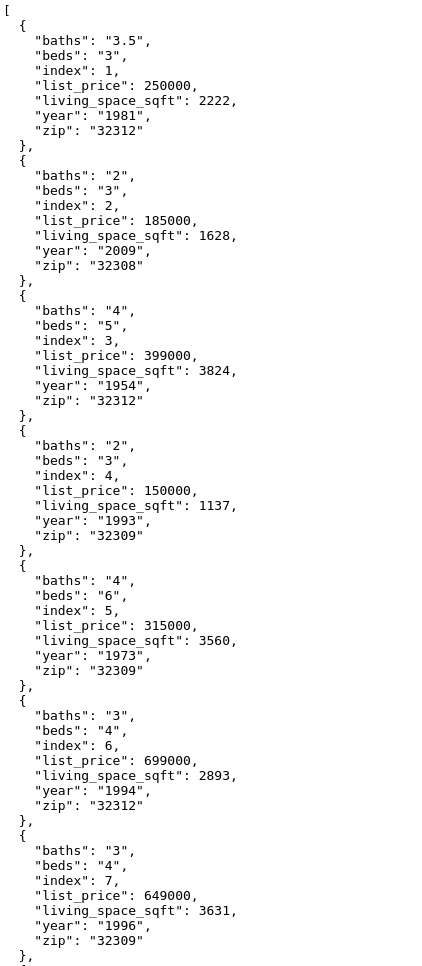 [
  {
    "baths": "3.5",
    "beds": "3",
    "index": 1,
    "list_price": 250000,
    "living_space_sqft": 2222,
    "year": "1981",
    "zip": "32312"
  },
  {
    "baths": "2",
    "beds": "3",
    "index": 2,
    "list_price": 185000,
    "living_space_sqft": 1628,
    "year": "2009",
    "zip": "32308"
  },
  {
    "baths": "4",
    "beds": "5",
    "index": 3,
    "list_price": 399000,
    "living_space_sqft": 3824,
    "year": "1954",
    "zip": "32312"
  },
  {
    "baths": "2",
    "beds": "3",
    "index": 4,
    "list_price": 150000,
    "living_space_sqft": 1137,
    "year": "1993",
    "zip": "32309"
  },
  {
    "baths": "4",
    "beds": "6",
    "index": 5,
    "list_price": 315000,
    "living_space_sqft": 3560,
    "year": "1973",
    "zip": "32309"
  },
  {
    "baths": "3",
    "beds": "4",
    "index": 6,
    "list_price": 699000,
    "living_space_sqft": 2893,
    "year": "1994",
    "zip": "32312"
  },
  {
    "baths": "3",
    "beds": "4",
    "index": 7,
    "list_price": 649000,
    "living_space_sqft": 3631,
    "year": "1996",
    "zip": "32309"
  },